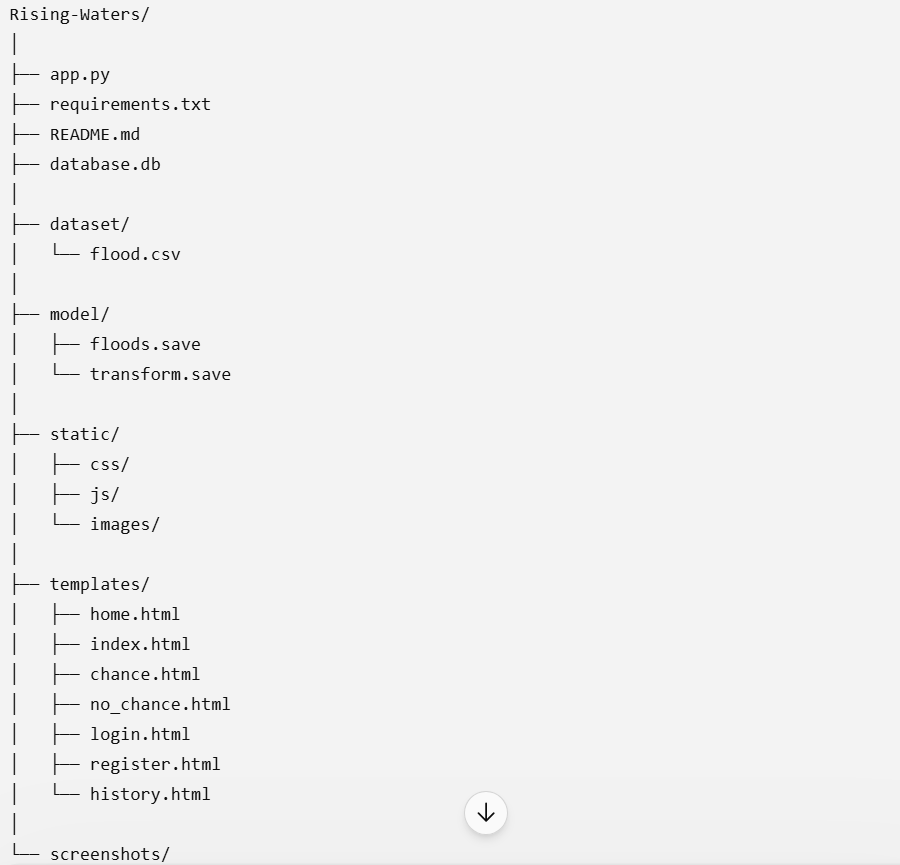 Rising-Waters/
│
├── app.py
├── requirements.txt
├── README.md
├── database.db
│
├── dataset/
│   └── flood.csv
│
├── model/
│   ├── floods.save
│   └── transform.save
│
├── static/
│   ├── css/
│   ├── js/
│   └── images/
│
├── templates/
│   ├── home.html
│   ├── index.html
│   ├── chance.html
│   ├── no_chance.html
│   ├── login.html
│   ├── register.html
│   └── history.html
│
└── screenshots/